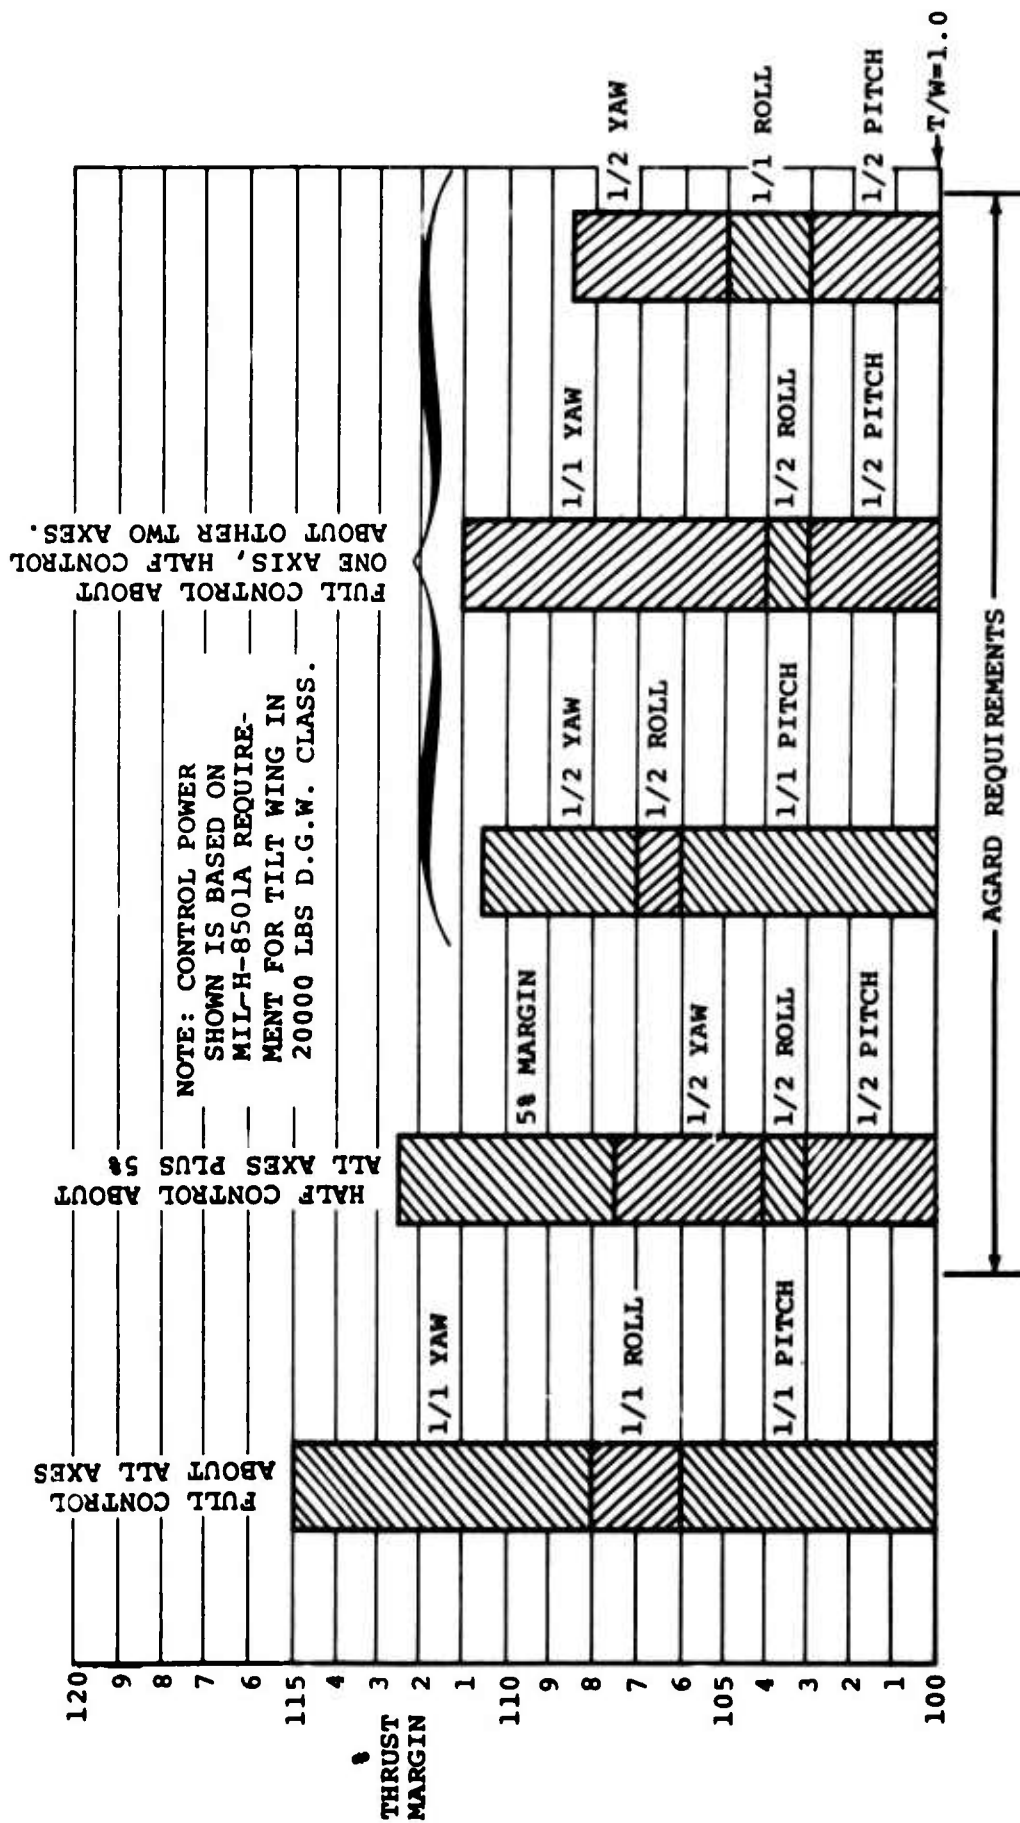 120
9
8
7
6
115
4
3
2
1
110
9
8
7
6
105
4
3
2
1
100
%
THRUST
MARGIN
FULL CONTROL
ABOUT ALL AXES
1/1 YAW
1/1 ROLL
1/1 PITCH
HALF CONTROL ABOUT
ALL AXES PLUS 5%
5% MARGIN
1/2 YAW
1/2 ROLL
1/2 PITCH
NOTE: CONTROL POWER
SHOWN IS BASED ON
MIL-H-8501A REQUIRE-
MENT FOR TILT WING IN
20000 LBS D.G.W. CLASS.
FULL CONTROL ABOUT
ONE AXIS, HALF CONTROL
ABOUT OTHER TWO AXES.
1/2 YAW
1/2 ROLL
1/1 PITCH
1/1 YAW
1/2 ROLL
1/2 PITCH
1/2 YAW
1/1 ROLL
1/2 PITCH
T/W=1.0
AGARD REQUIREMENTS